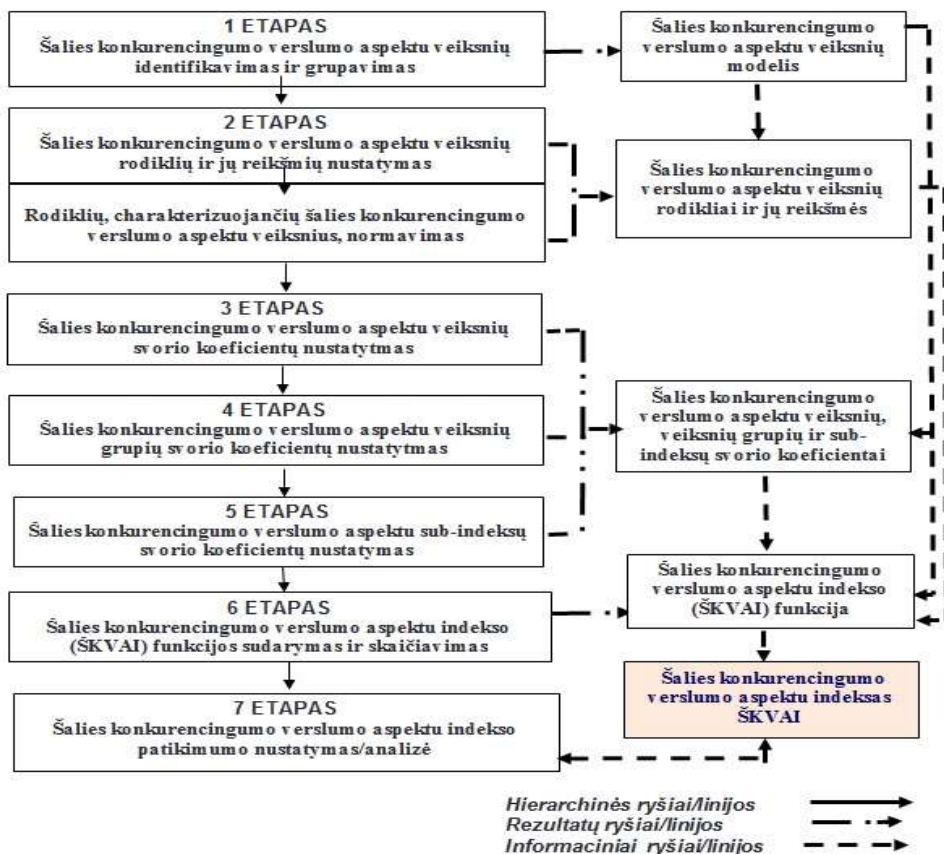 1 ETAPAS
Šalies konkurencingumo verslumo aspektu veiksnių
identifikavimas ir grupavimas
Šalies konkurencingumo
verslumo aspektu veiksnių
modelis
2 ETAPAS
Šalies konkurencingumo verslumo aspektu veiksnių
rodiklių ir jų reikšmių nustatymas
Rodiklių, charakterizuojančių šalies konkurencingumo
verslumo aspektu veiksnius, normavimas
Šalies konkurencingumo
verslumo aspektu veiksnių
rodikliai ir jų reikšmės
3 ETAPAS
Šalies konkurencingumo verslumo aspektu veiksnių
svorio koeficientų nustatytmas
4 ETAPAS
Šalies konkurencingumo verslumo aspektu veiksnių
grupių svorio koeficientų nustatytmas
Šalies konkurencingumo
verslumo aspektu veiksnių,
veiksnių grupių ir sub-
indeksų svorio koeficientai
5 ETAPAS
Šalies konkurencingumo verslumo aspektu sub-indeksų
svorio koeficientų nustatymas
6 ETAPAS
Šalies konkurencingumo verslumo aspektu indekso
(ŠKVAI) funkcijos sudarymas ir skaičiavimas
Šalies konkurencingumo
verslumo aspektu indekso
(ŠKVAI) funkcija
7 ETAPAS
Šalies konkurencingumo verslumo aspektu indekso
patikimumo nustatymas/analizė
Šalies konkurencingumo
verslumo aspektu indeksas
ŠKVAI
Hierarchinės ryšiai/linijos
Rezultatų ryšiai/linijos
Informaciniai ryšiai/linijos